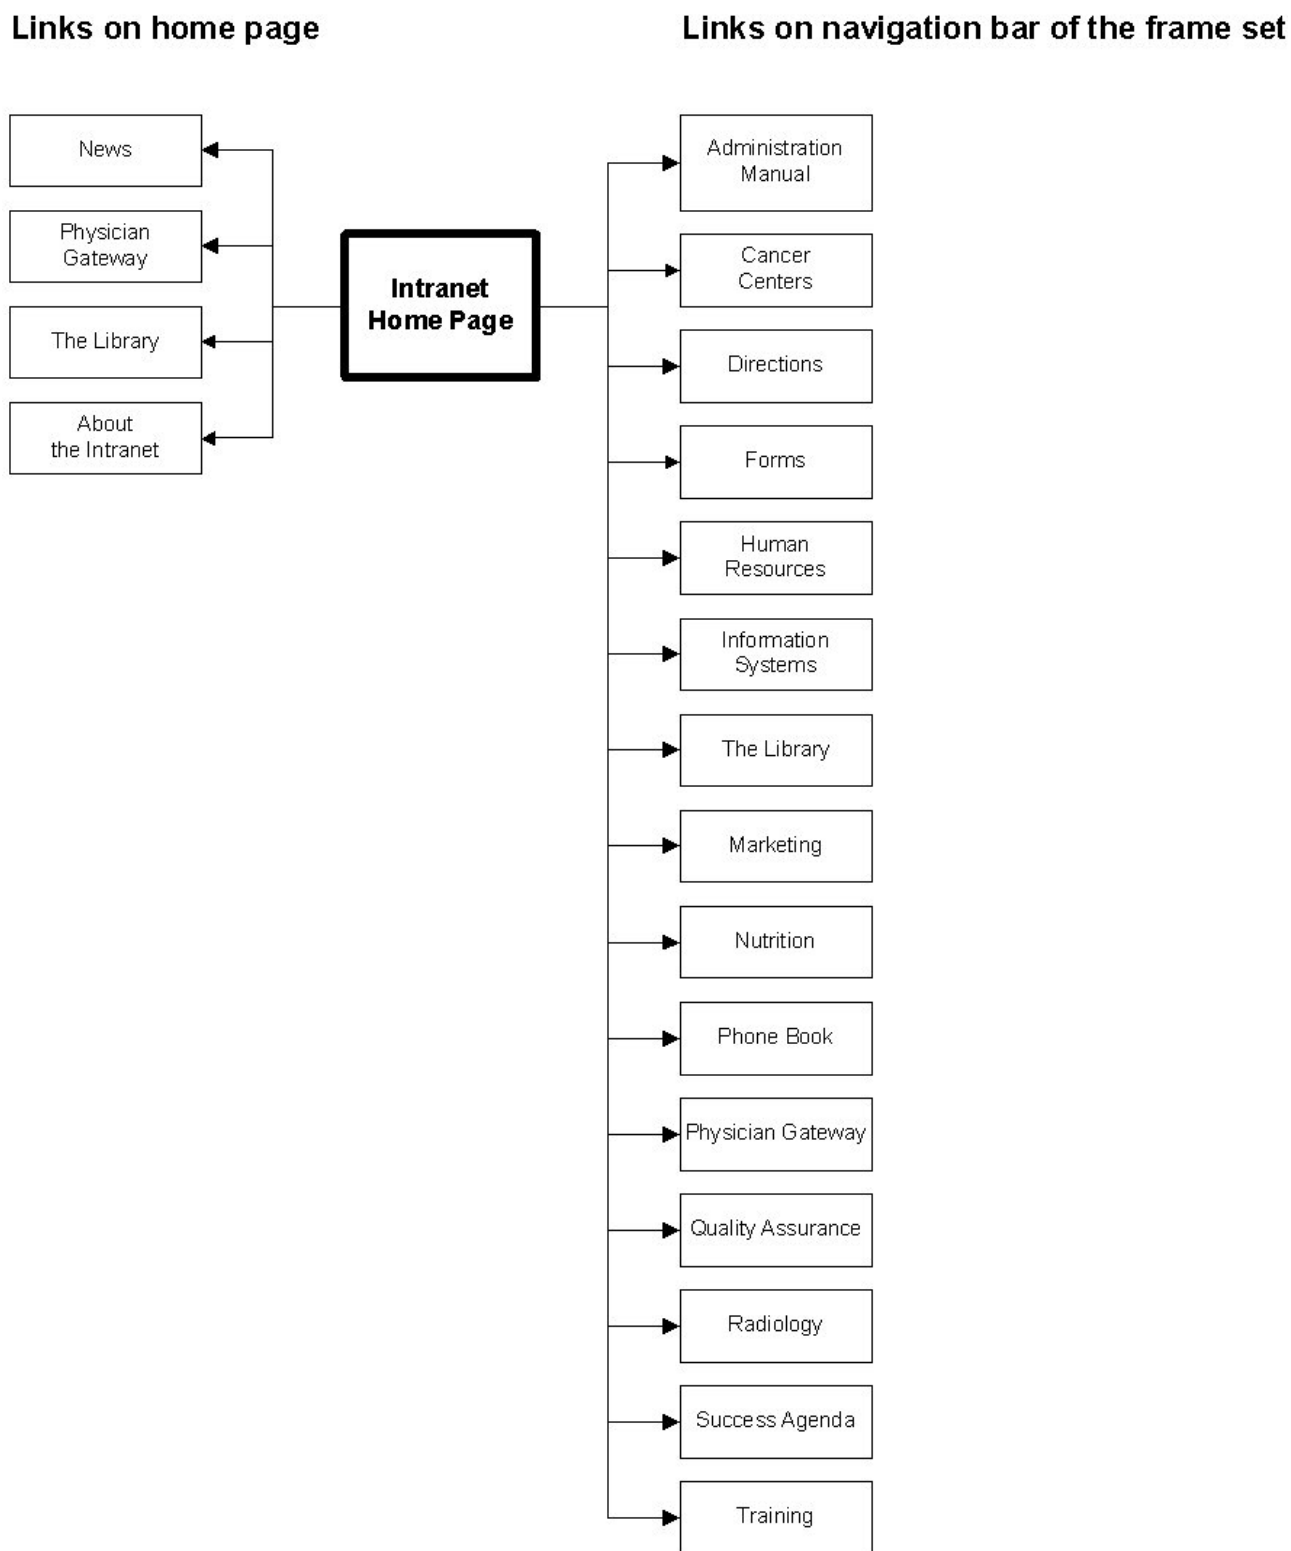 Links on home page
Links on navigation bar of the frame set
News
Physician
Gateway
The Library
About
the Intranet
Intranet
Home Page
Administration
Manual
Cancer
Centers
Directions
Forms
Human
Resources
Information
Systems
The Library
Marketing
Nutrition
Phone Book
Physician Gateway
Quality Assurance
Radiology
Success Agenda
Training